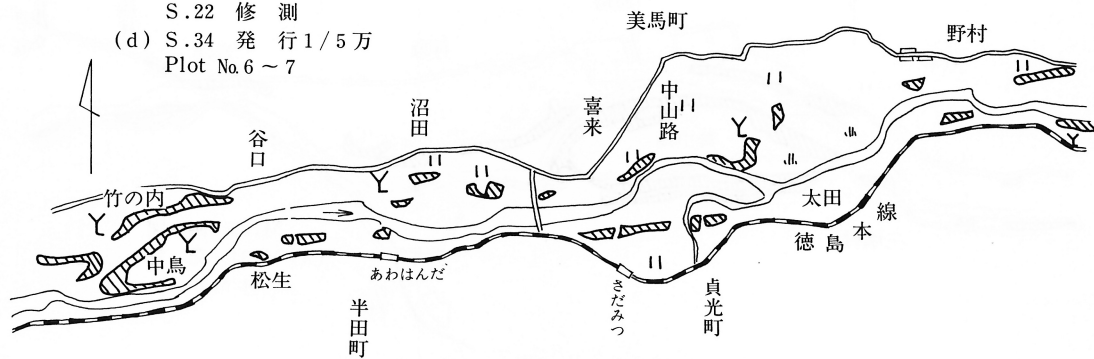 S.22 修 測
(d) S.34 発 行 1/5万
Plot No. 6 ~ 7
美馬町
野村
中山路
喜来
沼田
谷口
竹の内
中鳥
松生
あわはんだ
半田町
さだみつ
貞光町
太田
徳島本線